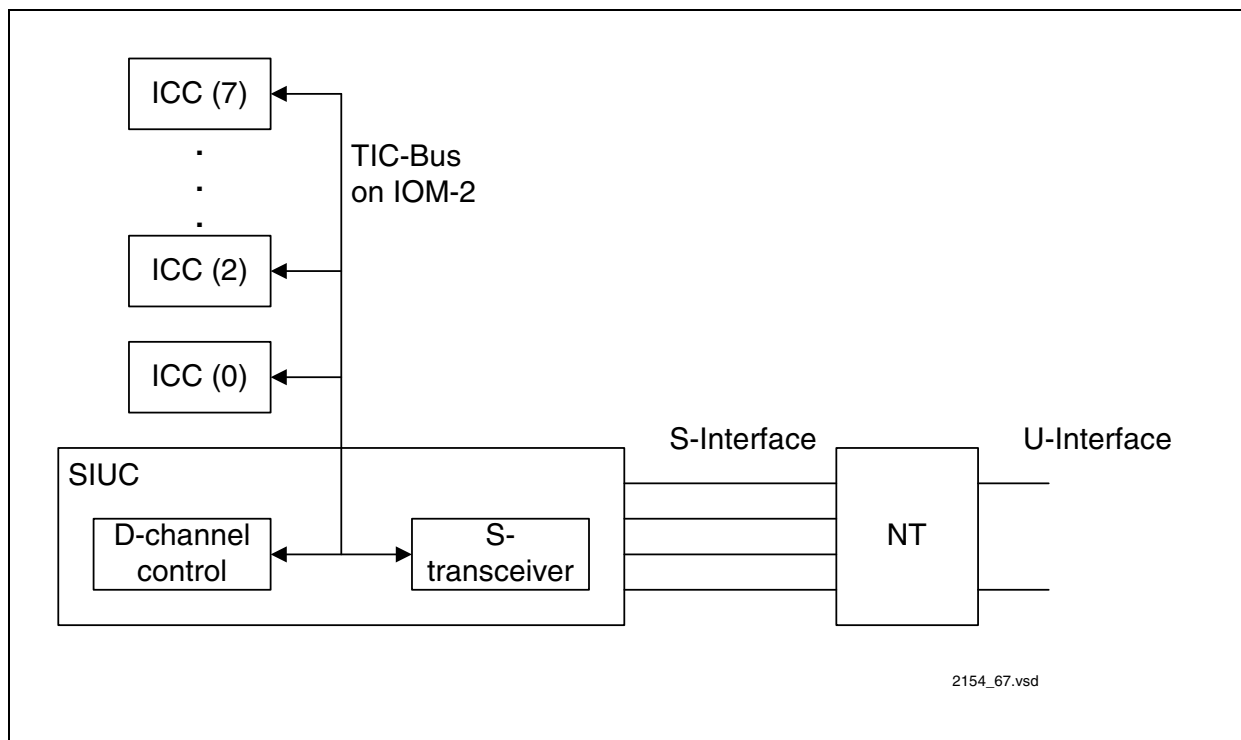 ICC (7)
TIC-Bus
on IOM-2
ICC (2)
ICC (0)
S-Interface
U-Interface
SIUC
D-channel
control
S-
transceiver
NT
2154_67.vsd